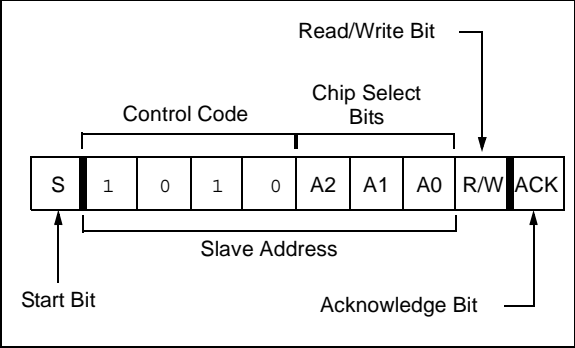 Read/Write Bit
Chip Select
Control Code
Bits
S 1 0 1 0 A2 A1 A0 R/W ACK
Slave Address
Start Bit
Acknowledge Bit